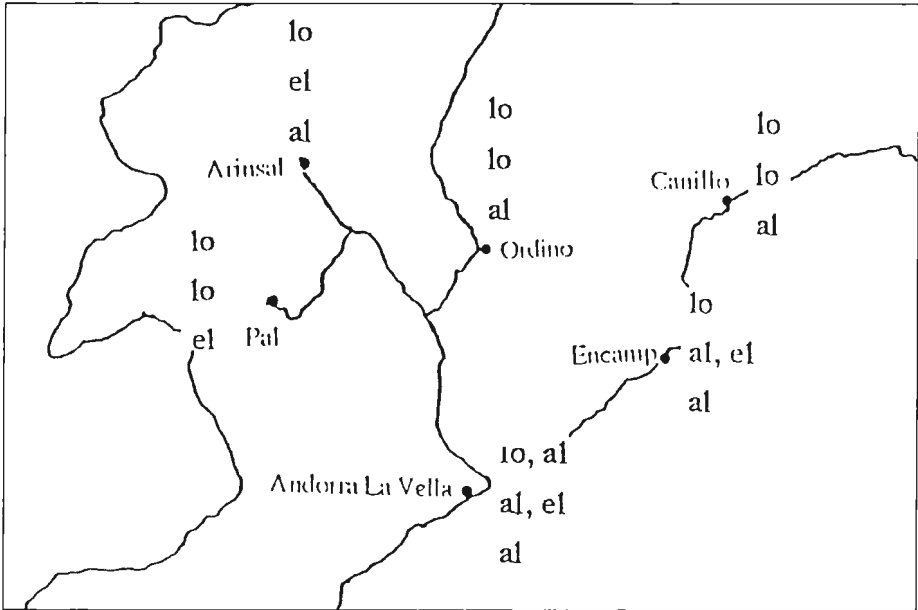 lo
el
al
Arinsal
lo
lo
al
Ordino
lo
lo
al
Canillo
lo
lo
el
Pal
lo
al, el
al
Encamp
lo, al
al, el
al
Andorra La Vella